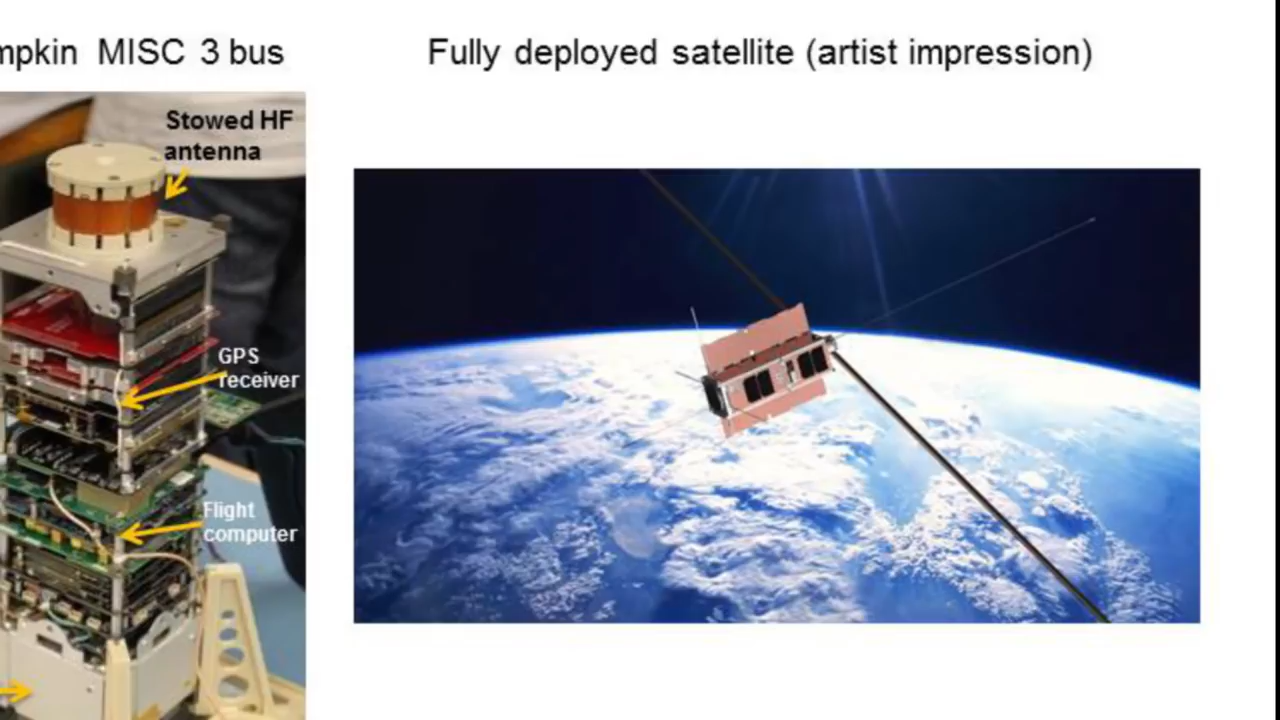 mpkin MISC 3 bus
Fully deployed satellite (artist impression)
Stowed HF
antenna
GPS
receiver
Flight
computer